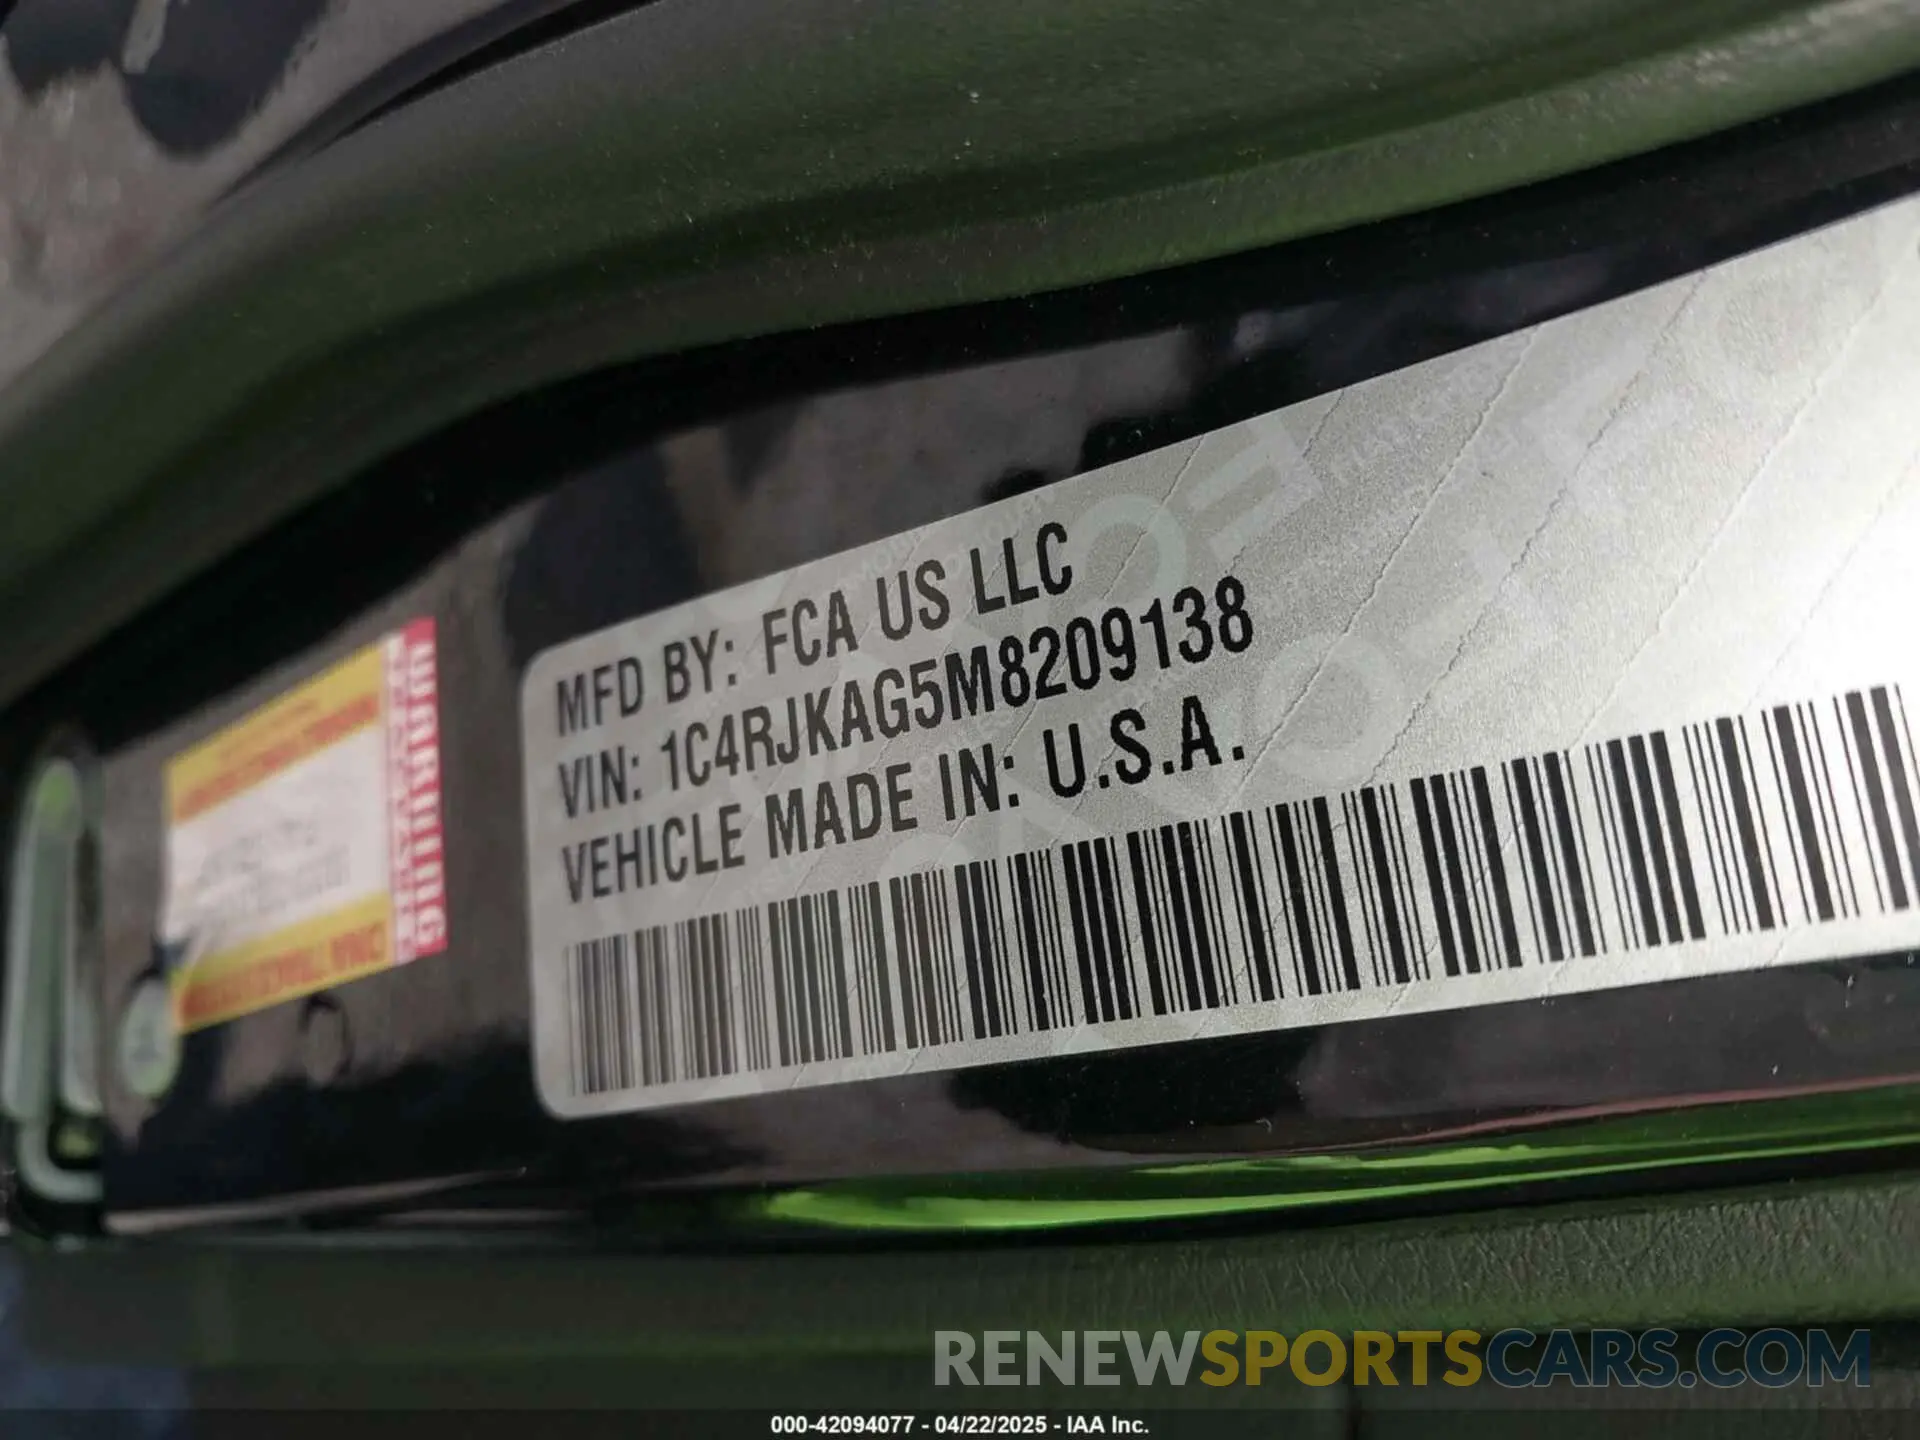 MFD BY: FCA US LLC
VIN: 1C4RJKAG5M8209138
VEHICLE MADE IN: U.S.A.
WARNING
RENEWSPORTSCARS.COM
000-42094077 - 04/22/2025 - IAA Inc.